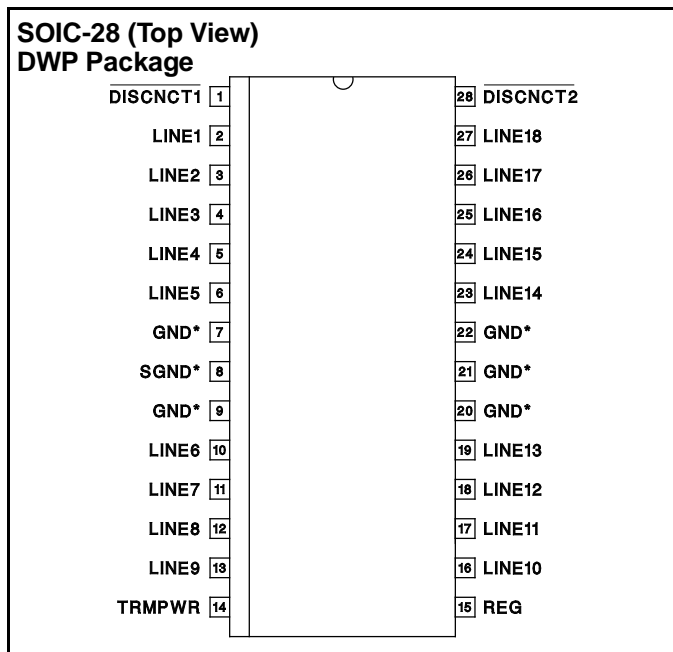 SOIC-28 (Top View)
DWP Package
DISCNCT1 1
28 DISCNCT2
LINE1 2
27 LINE18
LINE2 3
26 LINE17
LINE3 4
25 LINE16
LINE4 5
24 LINE15
LINE5 6
23 LINE14
GND* 7
22 GND*
SGND* 8
21 GND*
GND* 9
20 GND*
LINE6 10
19 LINE13
LINE7 11
18 LINE12
LINE8 12
17 LINE11
LINE9 13
16 LINE10
TRMPWR 14
15 REG